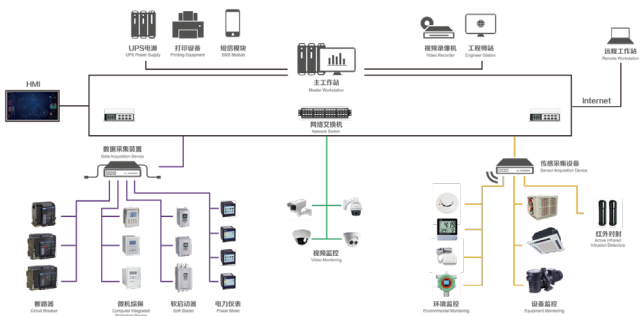 UPS电源
UPS Power Supply
打印设备
Printing Equipment
短信模块
SMS Module
主工作站
Master Workstation
视频录像机
Video Recorder
工程师站
Engineer Station
远程工作站
Remote Workstation
HMI
Internet
网络交换机
Network Switch
数据采集装置
Data Acquisition Device
传感采集设备
Sensor Acquisition Device
红外对射
Active Infrared
Intrusion Detectors
视频监控
Video Monitoring
断路器
Circuit Breaker
微机综保
Computer Integrated
Protection Device
软启动器
Soft Starter
电力仪表
Power Meter
环境监控
Environmental Monitoring
设备监控
Equipment Monitoring